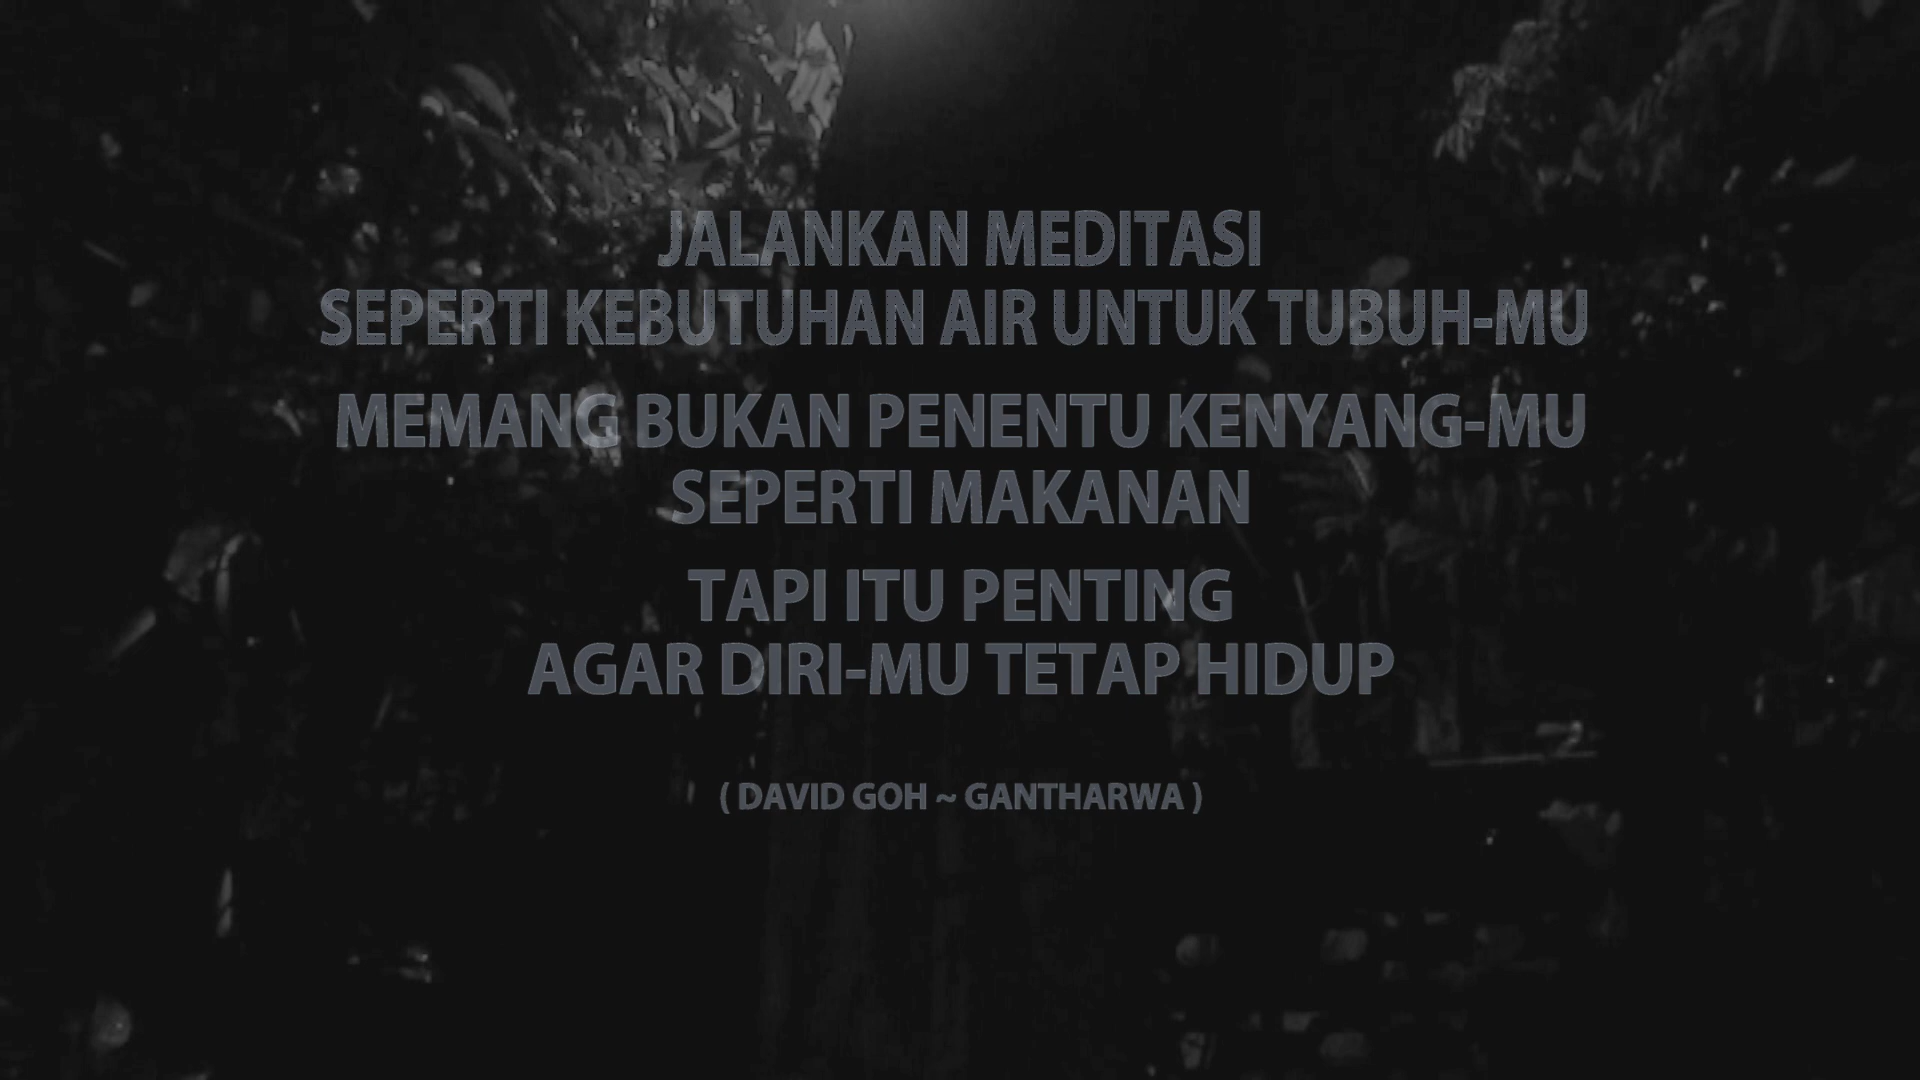 JALANKAN MEDITASI
SEPERTI KEBUTUHAN AIR UNTUK TUBUH-MU
MEMANG BUKAN PENENTU KENYANG-MU
SEPERTI MAKANAN
TAPI ITU PENTING
AGAR DIRI-MU TETAP HIDUP
( DAVID GOH ~ GANTHARWA )